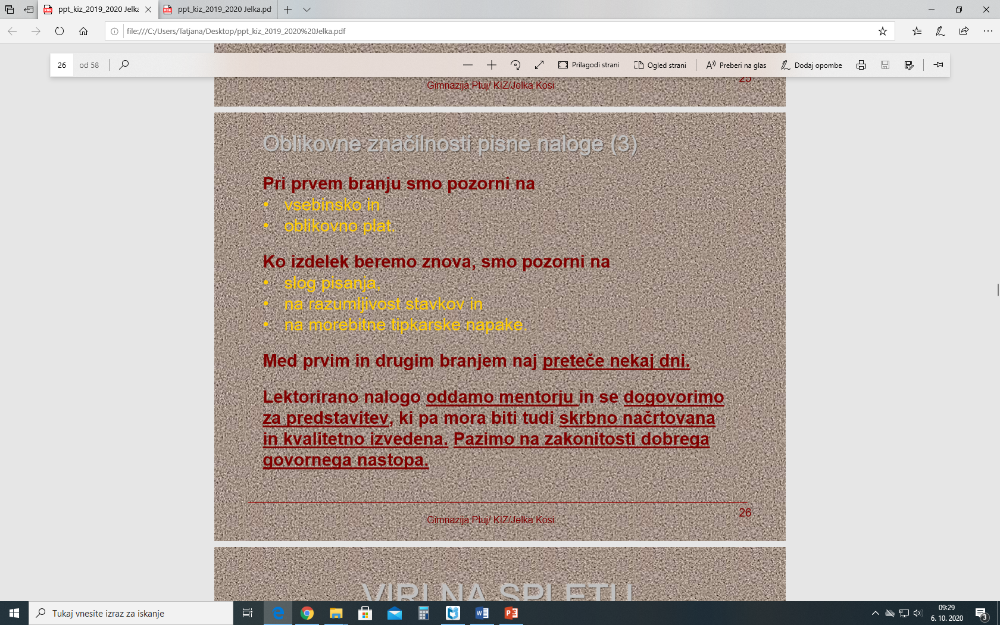 ppt_kiz_2019_2020 Jelka
ppt_kiz_2019_2020 Jelka.pd
file:///C:/Users/Tatjana/Desktop/ppt_kiz_2019_2020%20Jelka.pdf
26 od 58 Prilagodi strani Ogled strani Preberi na glas Dodaj opombe
25
Gimnazija Ptuj/ KIZ/Jelka Kosi
Oblikovne značilnosti pisne naloge (3)
Pri prvem branju smo pozorni na
• vsebinsko in
• oblikovno plat.
Ko izdelek beremo znova, smo pozorni na
• slog pisanja,
• na razumljivost stavkov in
• na morebitne tipkarske napake.
Med prvim in drugim branjem naj preteče nekaj dni.
Lektorirano nalogo oddamo mentorju in se dogovorimo
za predstavitev, ki pa mora biti tudi skrbno načrtovana
in kvalitetno izvedena. Pazimo na zakonitosti dobrega
govornega nastopa.
26
Gimnazija Ptuj/ KIZ/Jelka Kosi
VIRI NA SPLETU
Tukaj vnesite izraz za iskanje
09:29
6. 10. 2020
3